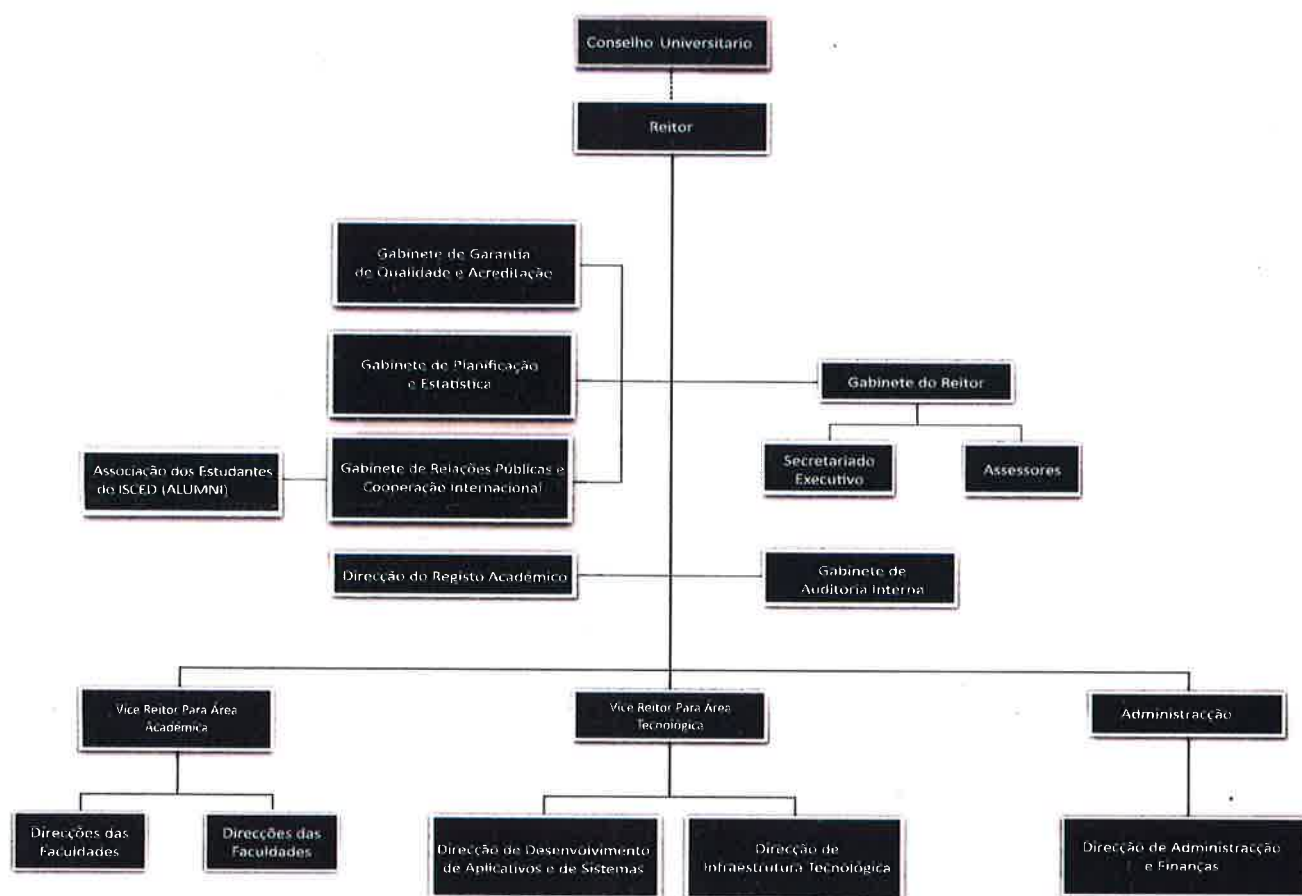 Conselho Universitario
Reitor
Gabinete de Garantia
de Qualidade e Acreditação
Gabinete de Planificação
e Estatística
Gabinete do Reitor
Secretariado
Executivo
Assessores
Associação dos Estudantes
do ISCED (ALUMNI)
Gabinete de Relações Públicas e
Cooperação Internacional
Direcção do Registo Académico
Gabinete de
Auditoria Interna
Vice Reitor Para Área
Académica
Vice Reitor Para Área
Tecnológica
Administracção
Direcções das
Faculdades
Direcções das
Faculdades
Direcção de Desenvolvimento
de Aplicativos e de Sistemas
Direcção de
Infraestrutura Tecnológica
Direcção de Administracção
e Finanças